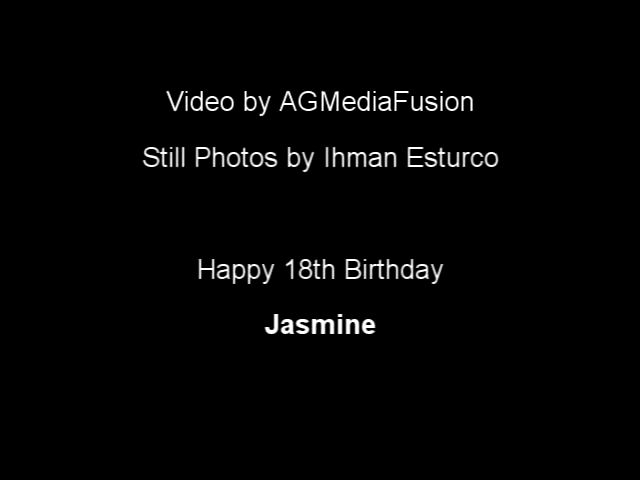 Video by AGMediaFusion
Still Photos by Ihman Esturco
Happy 18th Birthday
Jasmine